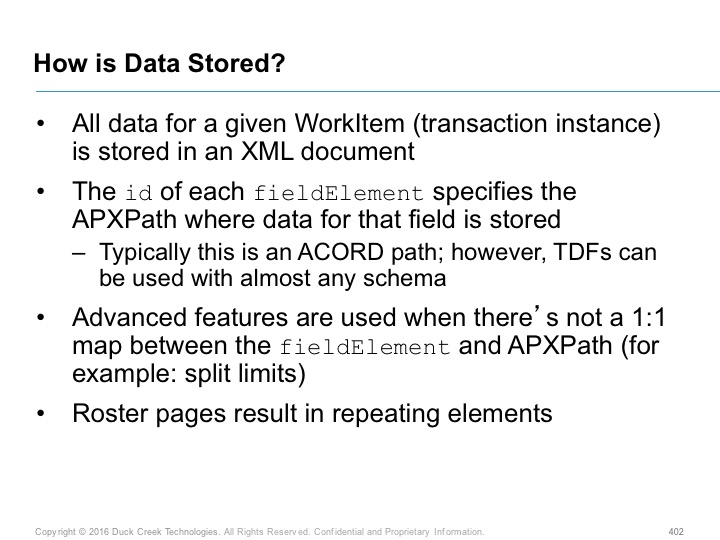 How is Data Stored?
• All data for a given WorkItem (transaction instance)
is stored in an XML document
• The id of each fieldElement specifies the
APXPath where data for that field is stored
– Typically this is an ACORD path; however, TDFs can
be used with almost any schema
• Advanced features are used when there’s not a 1:1
map between the fieldElement and APXPath (for
example: split limits)
• Roster pages result in repeating elements
Copyright © 2016 Duck Creek Technologies. All Rights Reserved. Confidential and Proprietary Information. 402